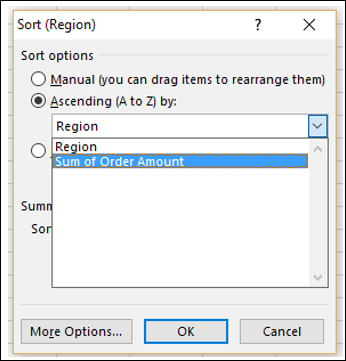 Sort (Region)
?
Sort options
Manual (you can drag items to rearrange them)
Ascending (A to Z) by:
Region
Region
Sum of Order Amount
Summ
Sor
More Options...
OK
Cancel